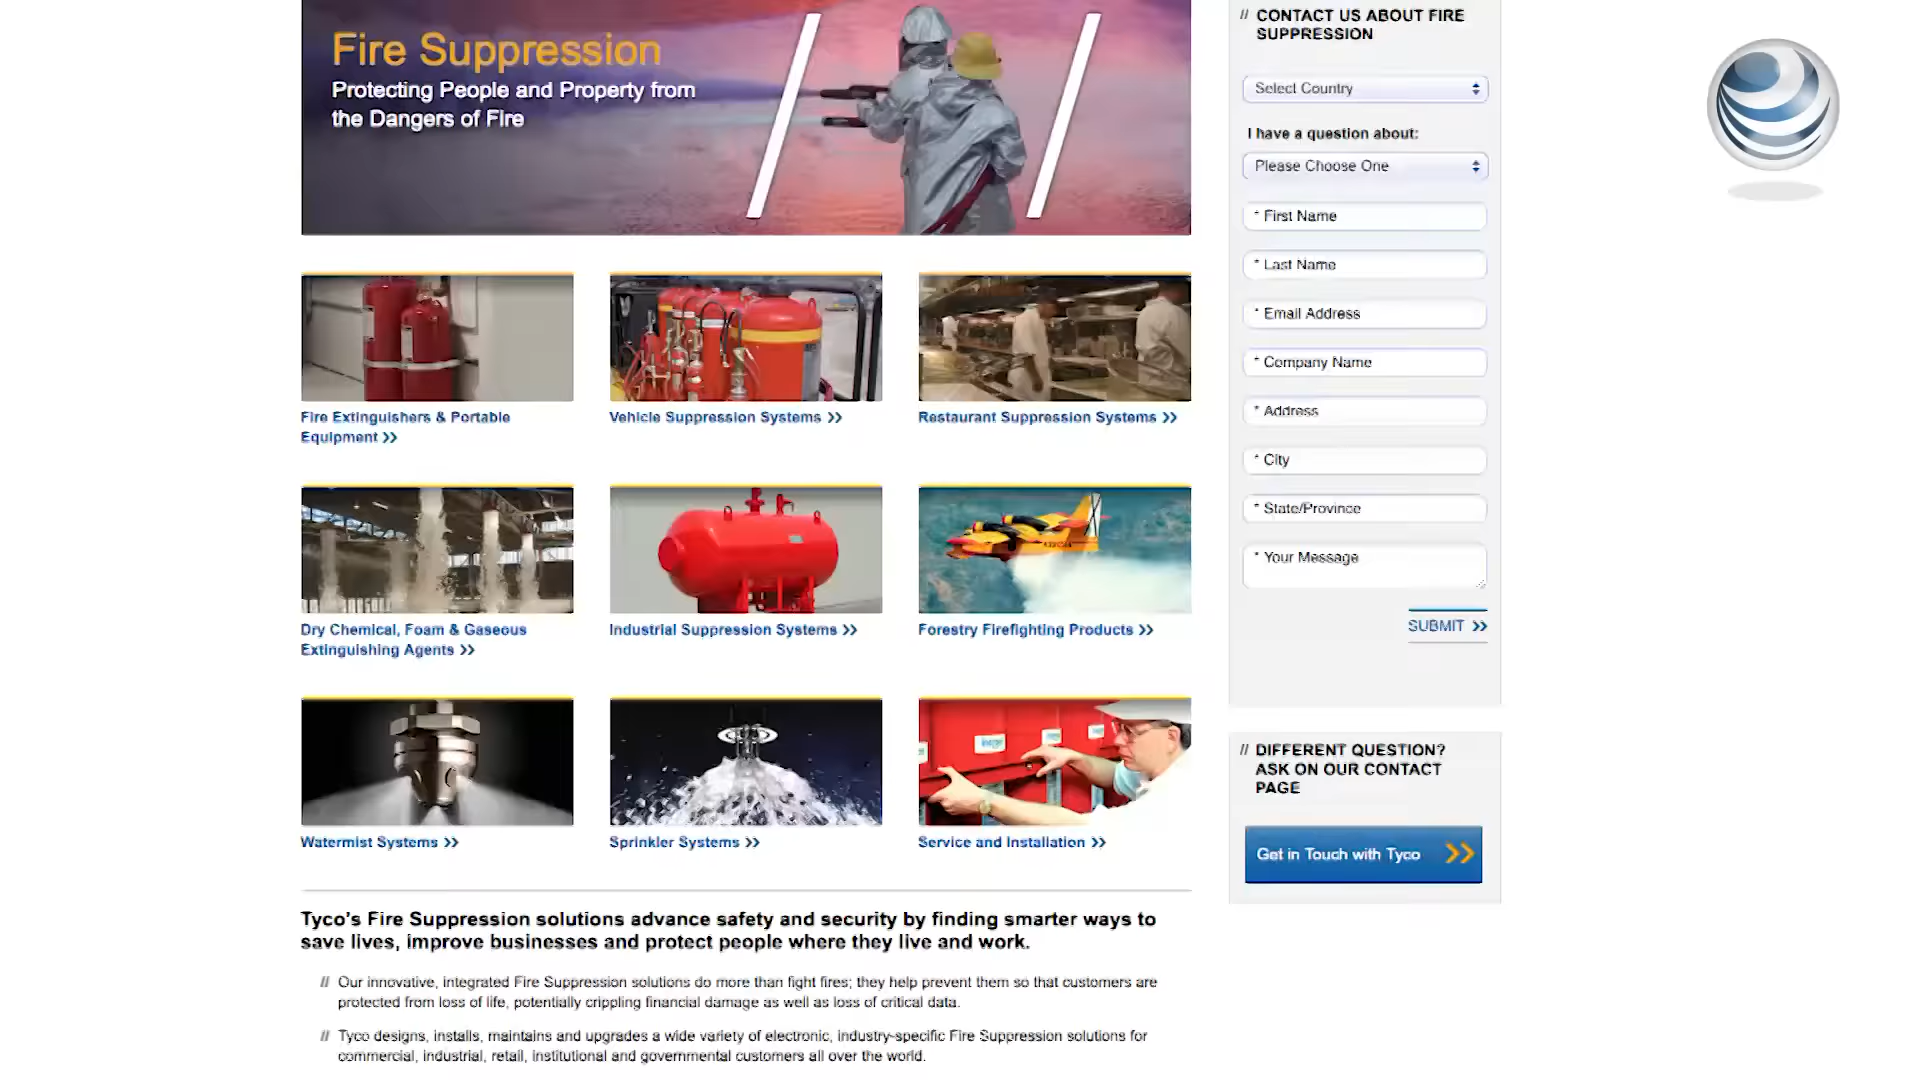 Fire Suppression
Protecting People and Property from
the Dangers of Fire
Fire Extinguishers & Portable
Equipment >>
Vehicle Suppression Systems >>
Restaurant Suppression Systems >>
Dry Chemical, Foam & Gaseous
Extinguishing Agents >>
Industrial Suppression Systems >>
Forestry Firefighting Products >>
Watermist Systems >>
Sprinkler Systems >>
Service and Installation >>
Tyco's Fire Suppression solutions advance safety and security by finding smarter ways to
save lives, improve businesses and protect people where they live and work.
// Our innovative, integrated Fire Suppression solutions do more than fight fires; they help prevent them so that customers are
protected from loss of life, potentially crippling financial damage as well as loss of critical data.
// Tyco designs, installs, maintains and upgrades a wide variety of electronic, industry-specific Fire Suppression solutions for
commercial, industrial, retail, institutional and governmental customers all over the world.
// CONTACT US ABOUT FIRE
SUPPRESSION
Select Country
I have a question about:
Please Choose One
* First Name
* Last Name
* Email Address
* Company Name
* Address
* City
* State/Province
* Your Message
SUBMIT >>
// DIFFERENT QUESTION?
ASK ON OUR CONTACT
PAGE
Get in Touch with Tyco >>